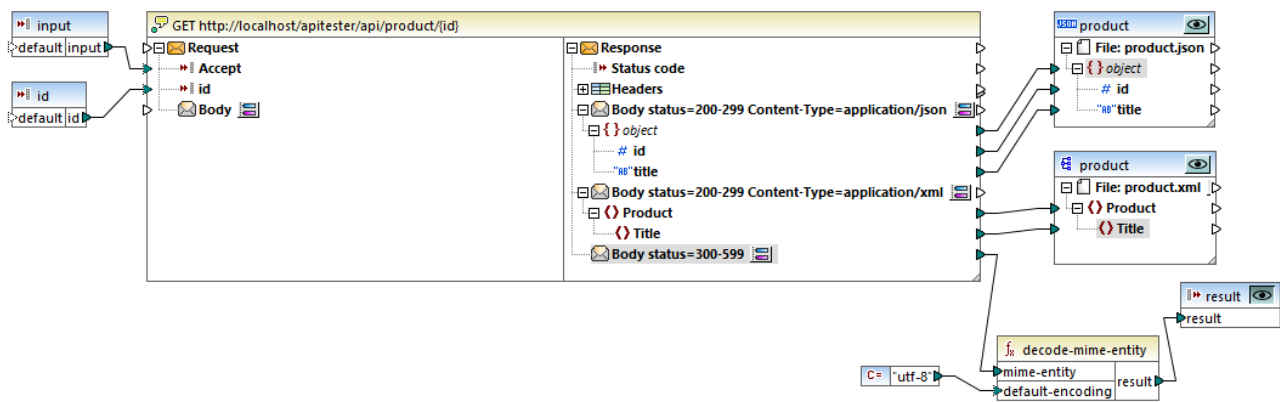 input
default input
id
default id
GET http://localhost/apitester/api/product/{id}
Request
Accept
id
Body
Response
Status code
Headers
Body status=200-299 Content-Type=application/json
{ } object
# id
"AB" title
Body status=200-299 Content-Type=application/xml
Product
Title
Body status=300-599
JSON product
File: product.json
{ } object
# id
"AB" title
product
File: product.xml
Product
Title
result
result
fx decode-mime-entity
mime-entity
default-encoding
result
C= "utf-8"